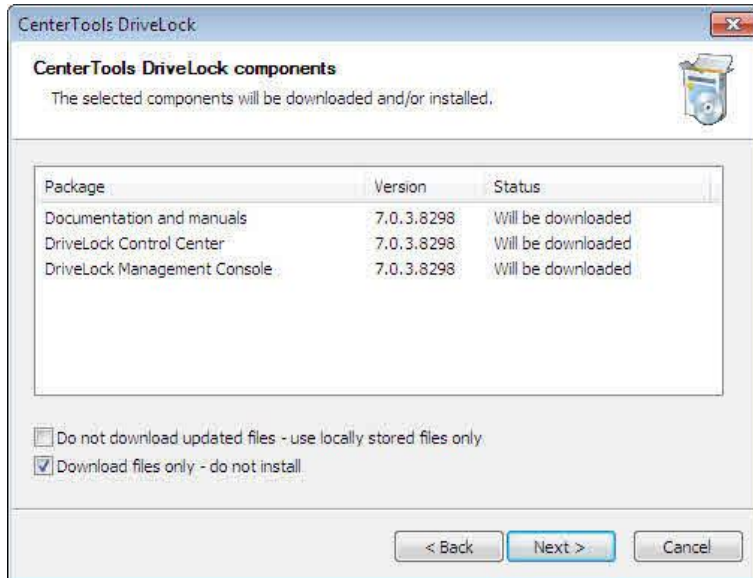 CenterTools DriveLock
CenterTools DriveLock components
The selected components will be downloaded and/or installed.
Package Version Status
Documentation and manuals 7.0.3.8298 Will be downloaded
DriveLock Control Center 7.0.3.8298 Will be downloaded
DriveLock Management Console 7.0.3.8298 Will be downloaded
Do not download updated files - use locally stored files only
Download files only - do not install
< Back Next > Cancel